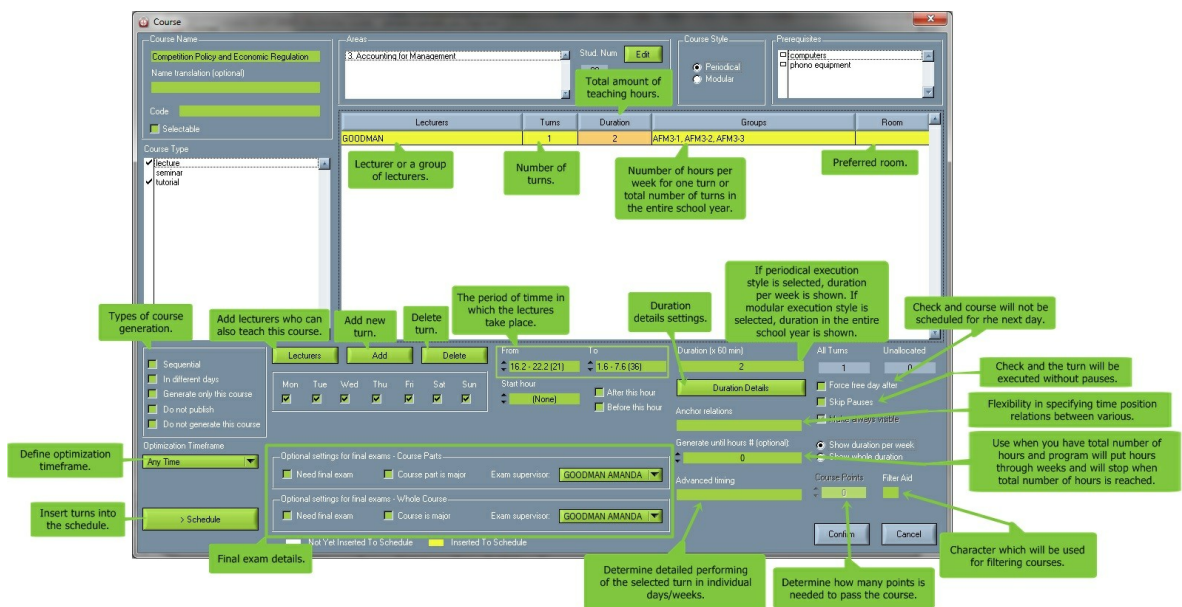 Course
Course Name
Competition Policy and Economic Regulation
Name translation (optional)
Code
Selectable
Areas
3. Accounting for Management
Stud. Num
Edit
Course Style
Periodical
Modular
Prerequisites
computers
phono equipment
Total amount of
teaching hours.
Lecturers Turns Duration Groups Room
GOODMAN 1 2 AFM3-1, AFM3-2, AFM3-3
Course Type
lecture
seminar
tutorial
Lecturer or a group
of lecturers.
Number of
turns.
Nuumber of hours per
week for one turn or
total number of turns in
the entire school year.
Preferred room.
If periodical execution
style is selected, duration
per week is shown. If
modular execution style is
selected, duration in the entire
school year is shown.
Types of course
generation.
Add lecturers who can
also teach this course.
Add new
turn.
Delete
turn.
The period of timme in
which the lectures
take place.
Duration
details settings.
Check and course will not be
scheduled for rhe next day.
Sequential
In different days
Generate only this course
Do not publish
Do not generate this course
Lecturers
Add
Delete
Mon Tue Wed Thu Fri Sat Sun
From
To
16.2 - 22.2 (21)
1.6 - 7.6 (36)
Start hour
(None)
After this hour
Before this hour
Duration (x 60 min)
2
Duration Details
All Turns
Unallocated
1
0
Force free day after
Skip Pauses
Make always visible
Check and the turn will be
executed without pauses.
Anchor relations
Flexibility in specifying time position
relations between various.
Generate until hours # (optional):
0
Show duration per week
Show whole duration
Use when you have total number of
hours and program will put hours
through weeks and will stop when
total number of hours is reached.
Define optimization
timeframe.
Optimization Timeframe
Any Time
Optional settings for final exams - Course Parts
Need final
exam
Course part is major
Exam supervisor:
GOODMAN AMANDA
Advanced timing
Course Points
0
Filter Aid
Optional settings for final exams - Whole Course
Need final
exam
Course is major
Exam supervisor:
GOODMAN AMANDA
Insert turns into
the schedule.
> Schedule
Confirm
Cancel
Final exam details.
Not Yet Inserted To Schedule
Inserted To Schedule
Determine detailed performing
of the selected turn in individual
days/weeks.
Determine how many points is
needed to pass the course.
Character which will be used
for filtering courses.